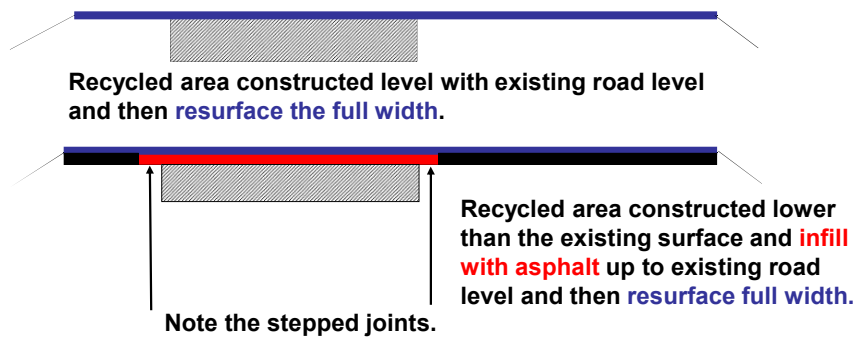 Recycled area constructed level with existing road level
and then resurface the full width.
Recycled area constructed lower
than the existing surface and infill
with asphalt up to existing road
level and then resurface full width.
Note the stepped joints.